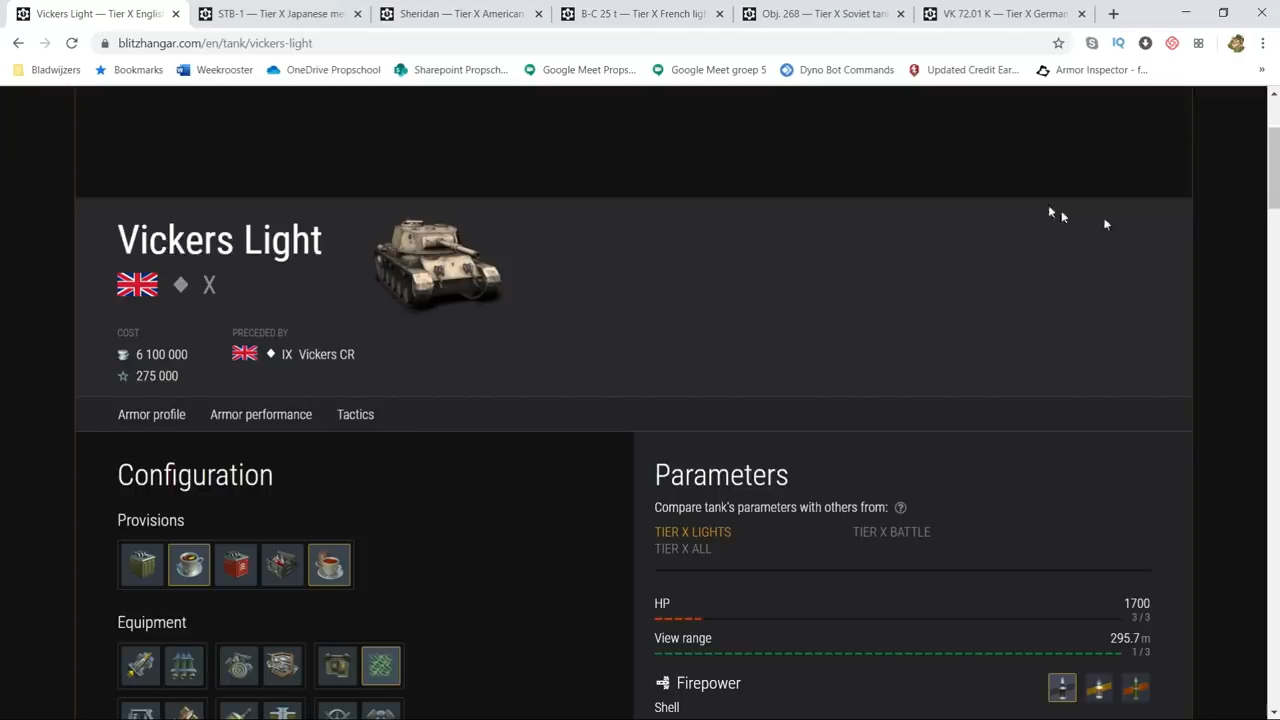 Vickers Light — Tier X Englis
STB-1 — Tier X Japanese me
Sheridan — Tier X American
B-C 25 t — Tier X French ligh
Obj. 268 — Tier X Soviet tank
VK 72.01 K — Tier X German
blitzhangar.com/en/tank/vickers-light
IQ
Bladwijzers
Bookmarks
Weekrooster
OneDrive Propschool
Sharepoint Propsch...
Google Meet Props...
Google Meet groep 5
Dyno Bot Commands
Updated Credit Ear...
Armor Inspector - f...
»
Vickers Light
X
COST
PRECEDED BY
6 100 000
IX Vickers CR
275 000
Armor profile
Armor performance
Tactics
Configuration
Provisions
Equipment
Parameters
Compare tank's parameters with others from: ?
TIER X LIGHTS
TIER X BATTLE
TIER X ALL
HP
1700
3 / 3
View range
295.7 m
1 / 3
Firepower
Shell